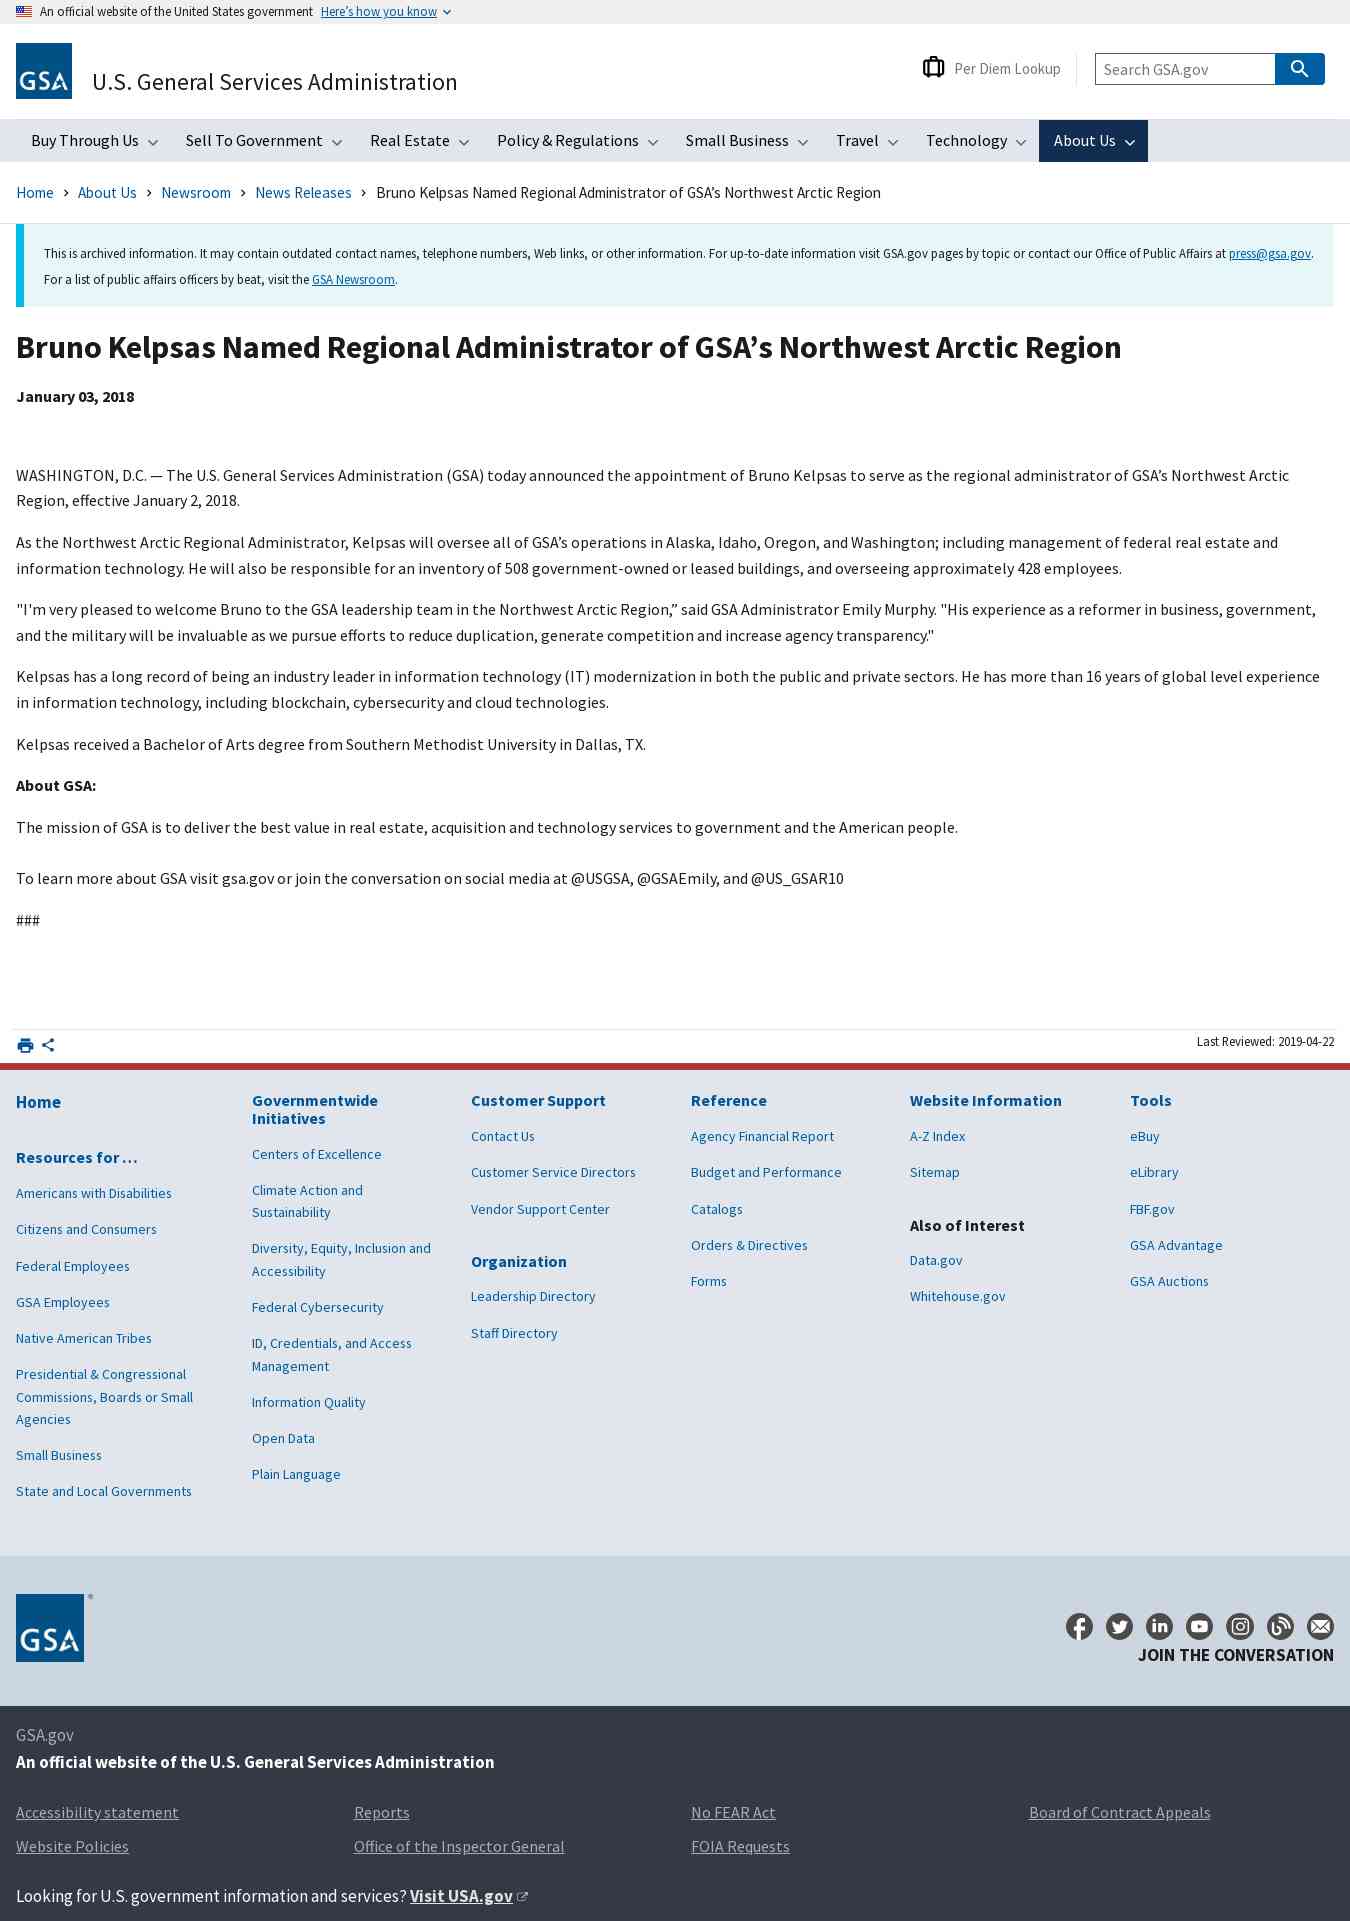 An official website of the United States government Here's how you know
GSA
U.S. General Services Administration
Per Diem Lookup
Search GSA.gov
Buy Through Us
Sell To Government
Real Estate
Policy & Regulations
Small Business
Travel
Technology
About Us
Home > About Us > Newsroom > News Releases > Bruno Kelpsas Named Regional Administrator of GSA’s Northwest Arctic Region
This is archived information. It may contain outdated contact names, telephone numbers, Web links, or other information. For up-to-date information visit GSA.gov pages by topic or contact our Office of Public Affairs at press@gsa.gov.
For a list of public affairs officers by beat, visit the GSA Newsroom.
Bruno Kelpsas Named Regional Administrator of GSA’s Northwest Arctic Region
January 03, 2018
WASHINGTON, D.C. — The U.S. General Services Administration (GSA) today announced the appointment of Bruno Kelpsas to serve as the regional administrator of GSA’s Northwest Arctic
Region, effective January 2, 2018.
As the Northwest Arctic Regional Administrator, Kelpsas will oversee all of GSA’s operations in Alaska, Idaho, Oregon, and Washington; including management of federal real estate and
information technology. He will also be responsible for an inventory of 508 government-owned or leased buildings, and overseeing approximately 428 employees.
"I'm very pleased to welcome Bruno to the GSA leadership team in the Northwest Arctic Region,” said GSA Administrator Emily Murphy. "His experience as a reformer in business, government,
and the military will be invaluable as we pursue efforts to reduce duplication, generate competition and increase agency transparency."
Kelpsas has a long record of being an industry leader in information technology (IT) modernization in both the public and private sectors. He has more than 16 years of global level experience
in information technology, including blockchain, cybersecurity and cloud technologies.
Kelpsas received a Bachelor of Arts degree from Southern Methodist University in Dallas, TX.
About GSA:
The mission of GSA is to deliver the best value in real estate, acquisition and technology services to government and the American people.
To learn more about GSA visit gsa.gov or join the conversation on social media at @USGSA, @GSAEmily, and @US_GSAR10
###
Last Reviewed: 2019-04-22
Home
Resources for …
Americans with Disabilities
Citizens and Consumers
Federal Employees
GSA Employees
Native American Tribes
Presidential & Congressional
Commissions, Boards or Small
Agencies
Small Business
State and Local Governments
Governmentwide
Initiatives
Centers of Excellence
Climate Action and
Sustainability
Diversity, Equity, Inclusion and
Accessibility
Federal Cybersecurity
ID, Credentials, and Access
Management
Information Quality
Open Data
Plain Language
Customer Support
Contact Us
Customer Service Directors
Vendor Support Center
Organization
Leadership Directory
Staff Directory
Reference
Agency Financial Report
Budget and Performance
Catalogs
Orders & Directives
Forms
Website Information
A-Z Index
Sitemap
Also of Interest
Data.gov
Whitehouse.gov
Tools
eBuy
eLibrary
FBF.gov
GSA Advantage
GSA Auctions
GSA
JOIN THE CONVERSATION
GSA.gov
An official website of the U.S. General Services Administration
Accessibility statement
Reports
No FEAR Act
Board of Contract Appeals
Website Policies
Office of the Inspector General
FOIA Requests
Looking for U.S. government information and services? Visit USA.gov